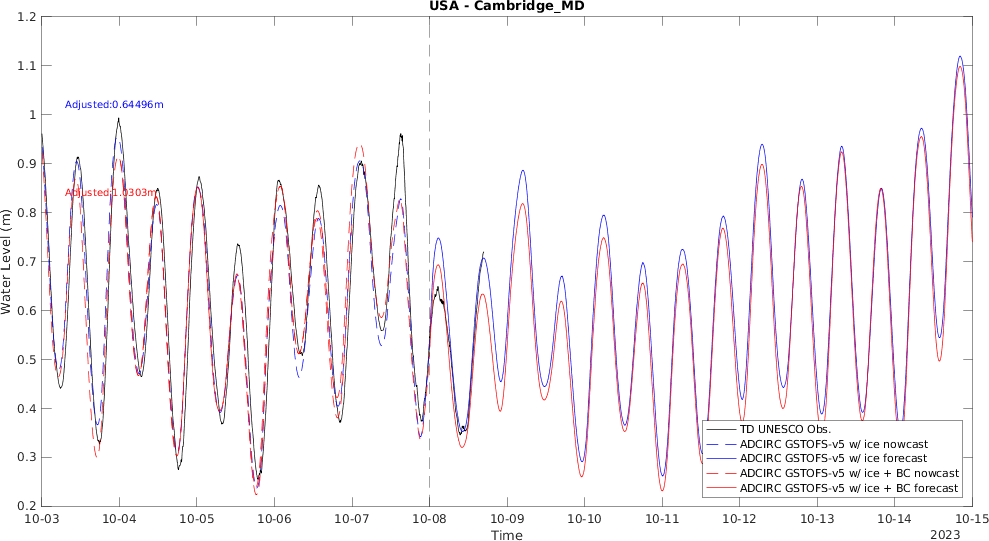 USA - Cambridge_MD
1.2
1.1
1
0.9
0.8
0.7
0.6
0.5
0.4
0.3
0.2
Water Level (m)
Adjusted:0.64496m
Adjusted:1.0303m
TD UNESCO Obs.
ADCIRC GSTOFS-v5 w/ ice nowcast
ADCIRC GSTOFS-v5 w/ ice forecast
ADCIRC GSTOFS-v5 w/ ice + BC nowcast
ADCIRC GSTOFS-v5 w/ ice + BC forecast
10-03 10-04 10-05 10-06 10-07 10-08 10-09 10-10 10-11 10-12 10-13 10-14 10-15
Time
2023